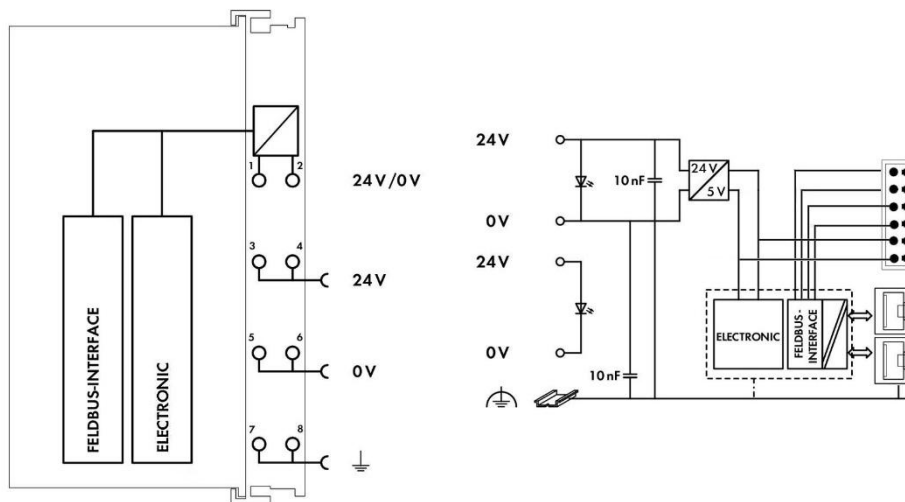 1 2
24V/0V
3 4
24V
5 6
0V
7 8
FELDBUS-INTERFACE
ELECTRONIC
24V
10nF
24V
5V
0V
24V
0V
10nF
ELECTRONIC
FELDBUS-
INTERFACE